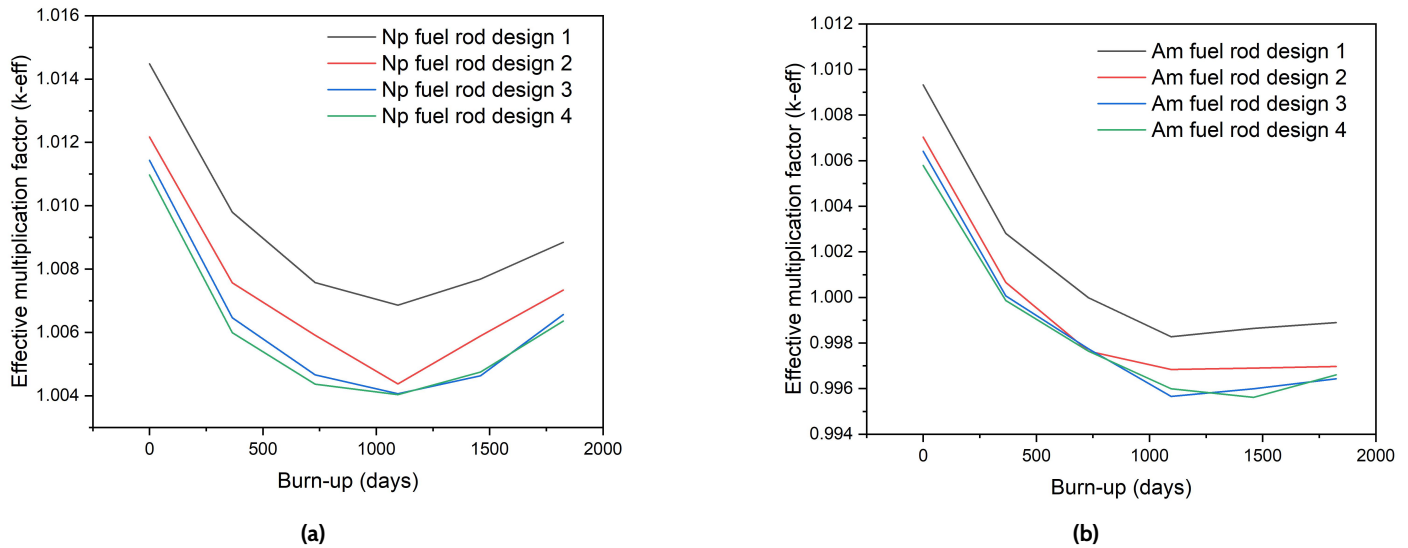 1.016
1.014
1.012
1.010
1.008
1.006
1.004
Effective multiplication factor (k-eff)
Np fuel rod design 1
Np fuel rod design 2
Np fuel rod design 3
Np fuel rod design 4
0 500 1000 1500 2000
Burn-up (days)
(a)
1.012
1.010
1.008
1.006
1.004
1.002
1.000
0.998
0.996
0.994
Effective multiplication factor (k-eff)
Am fuel rod design 1
Am fuel rod design 2
Am fuel rod design 3
Am fuel rod design 4
0 500 1000 1500 2000
Burn-up (days)
(b)